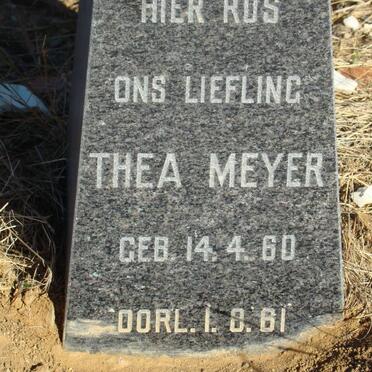 HIER RUS
ONS LIEFLING
THEA MEYER
GEB. 14. 4. 60
OORL. 1. 8. 61